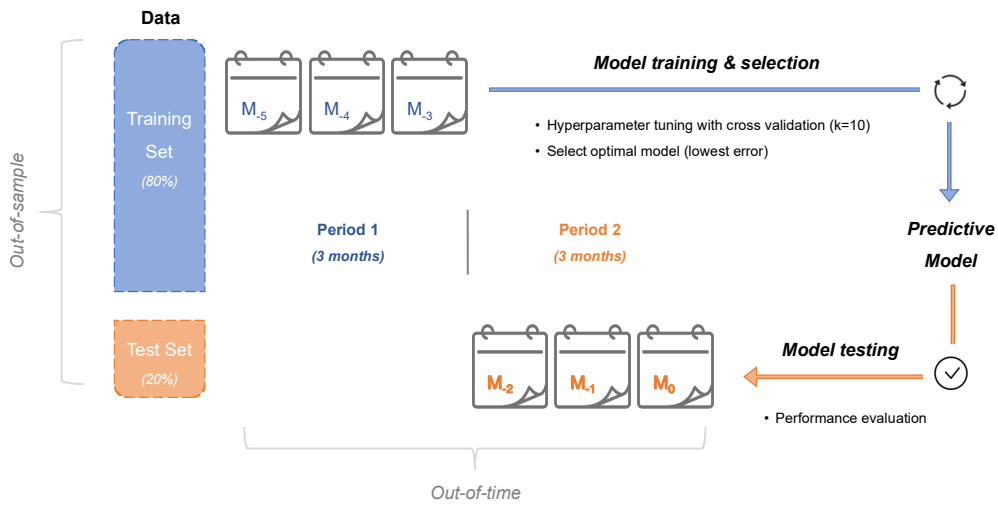 Data
Training
Set
(80%)
M-5
M-4
M-3
Model training & selection
• Hyperparameter tuning with cross validation (k=10)
• Select optimal model (lowest error)
Out-of-sample
Period 1
(3 months)
Period 2
(3 months)
Predictive
Model
Test Set
(20%)
M-2
M-1
M0
Model testing
• Performance evaluation
Out-of-time